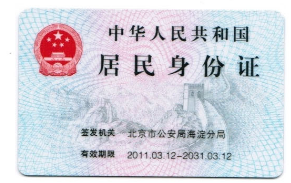 中华人民共和国
居民身份证
签发机关 北京市公安局海淀分局
有效期限 2011.03.12-2031.03.12